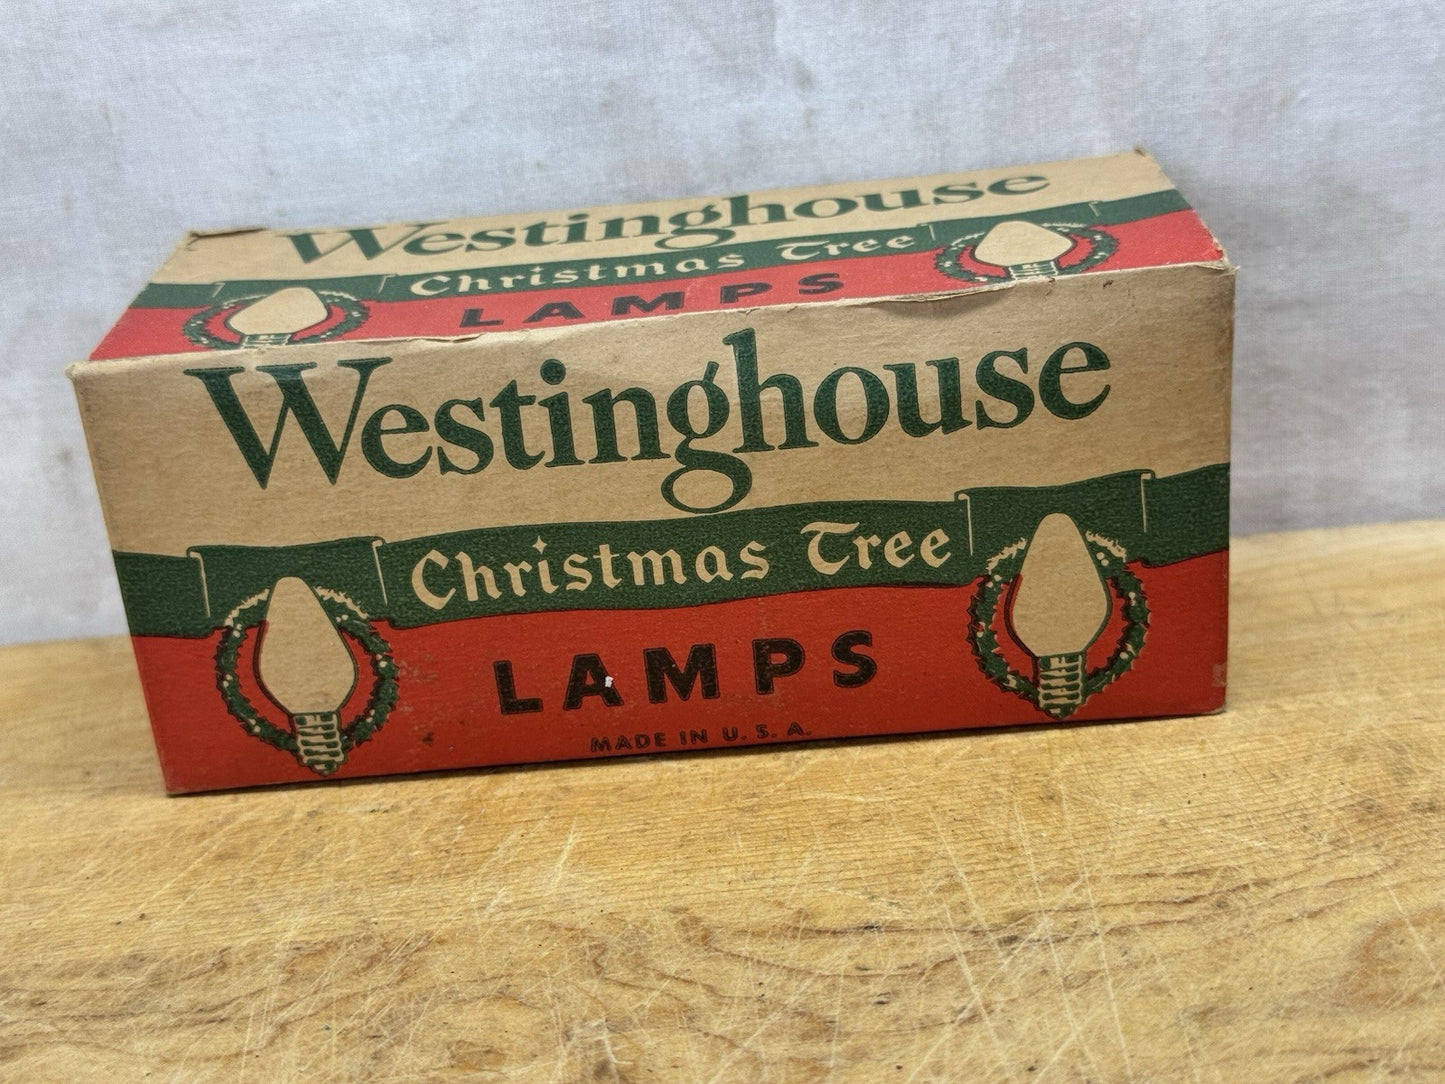 Westinghouse
Christmas Tree
LAMPS
Westinghouse
Christmas Tree
LAMPS
MADE IN U.S.A.